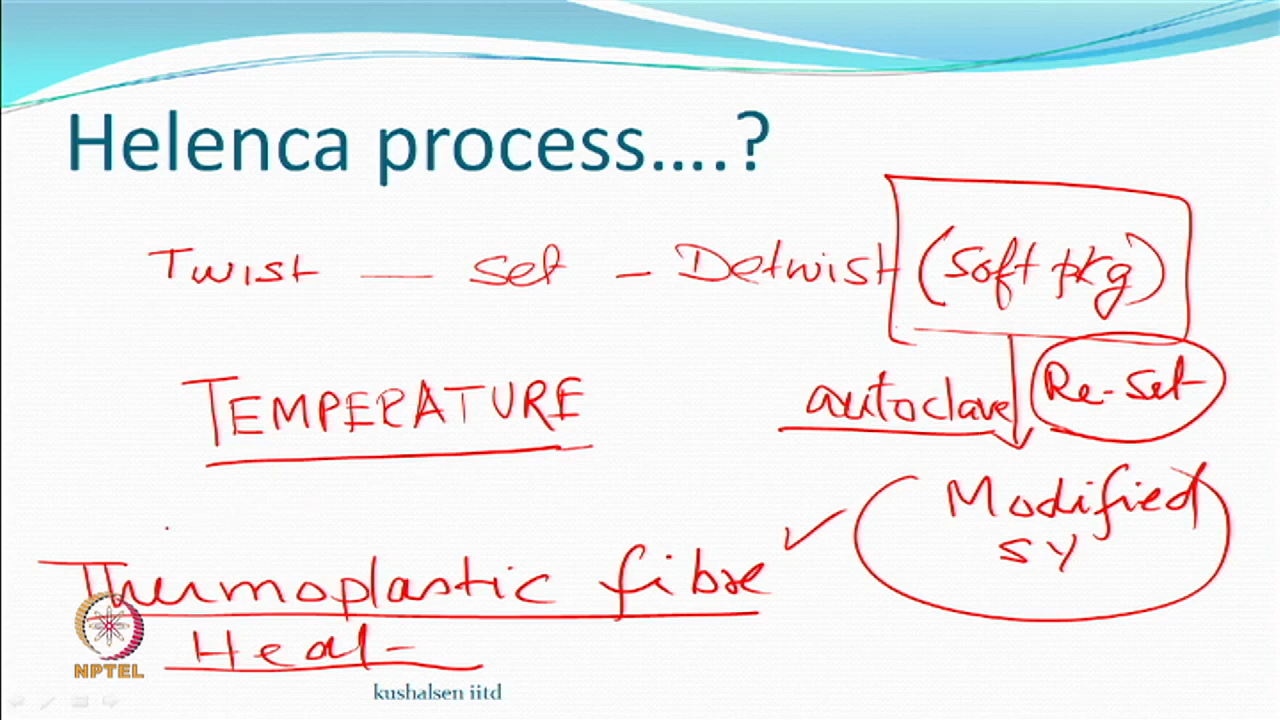 Helenca process....?
Twist — set - Detwist (Soft pkg)
TEMPERATURE
autoclave Re-set
Modified
SY
Thermoplastic fibre
Heat
NPTEL
kushalsen iitd